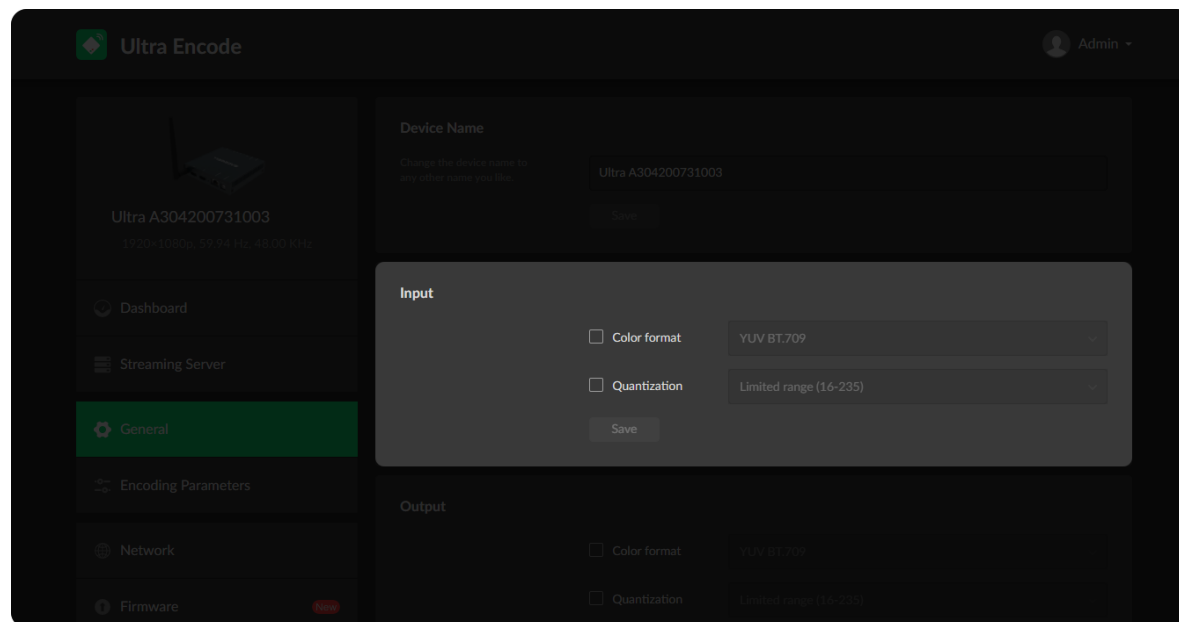 Ultra Encode
Admin
Ultra A304200731003
1920×1080p, 59.94 Hz, 48.00 KHz
Dashboard
Streaming Server
General
Encoding Parameters
Network
Firmware
New
Device Name
Change the device name to
any other name you like.
Ultra A304200731003
Save
Input
Color format
YUV BT.709
Quantization
Limited range (16-235)
Save
Output
Color format
YUV BT.709
Quantization
Limited range (16-235)